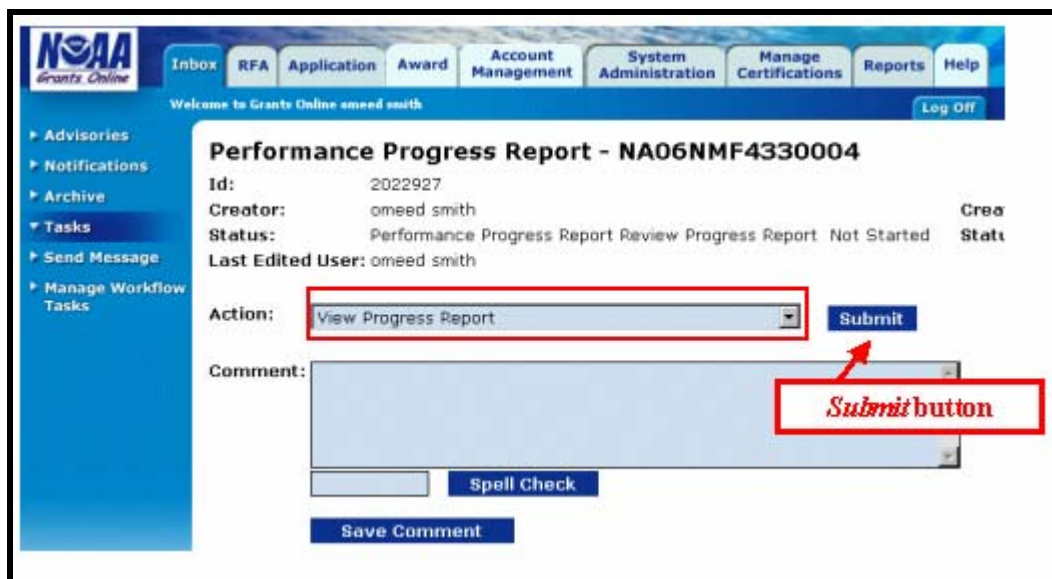 NOAA
Grants Online
Inbox RFA Application Award Account Management System Administration Manage Certifications Reports Help
Welcome to Grants Online omeed smith
Log Off
Advisories
Notifications
Archive
Tasks
Send Message
Manage Workflow
Tasks
Performance Progress Report - NA06NMF4330004
Id: 2022927
Creator: omeed smith Crea
Status: Performance Progress Report Review Progress Report Not Started Statu
Last Edited User: omeed smith
Action: View Progress Report Submit
Comment:
Submit button
Spell Check
Save Comment